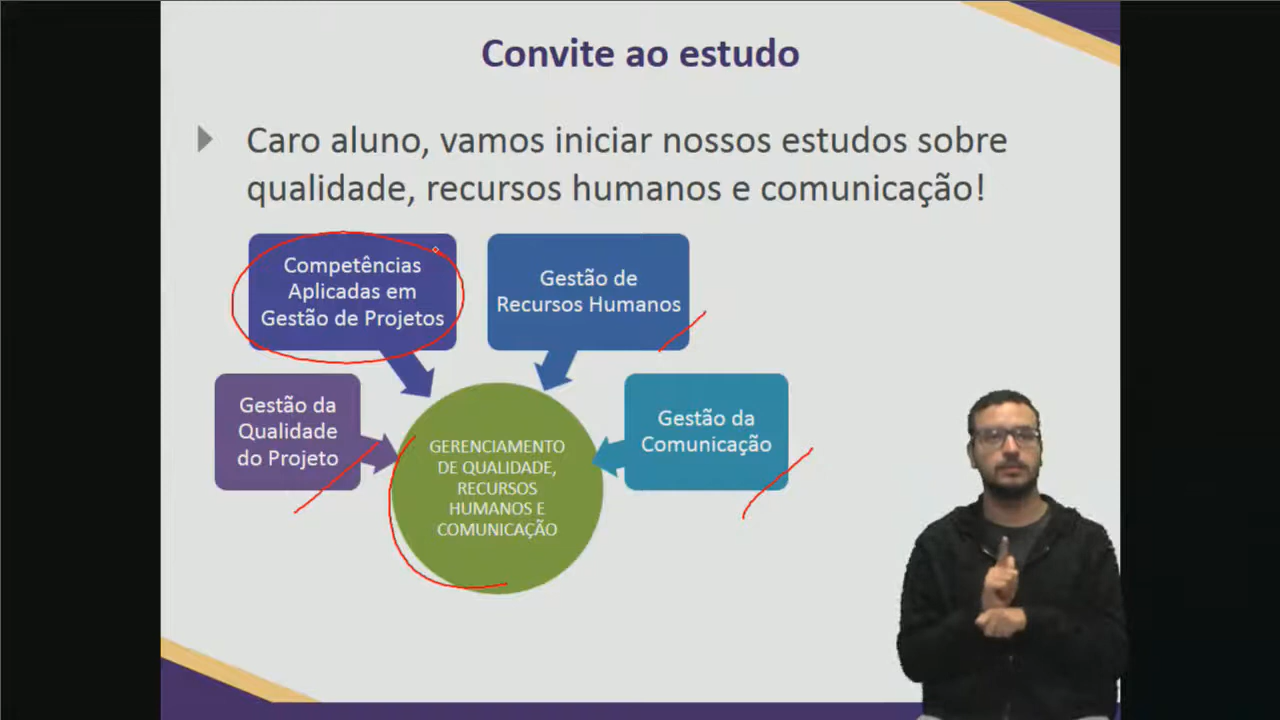 Convite ao estudo
Caro aluno, vamos iniciar nossos estudos sobre
qualidade, recursos humanos e comunicação!
Competências
Aplicadas em
Gestão de Projetos
Gestão de
Recursos Humanos
Gestão da
Qualidade
do Projeto
GERENCIAMENTO
DE QUALIDADE,
RECURSOS
HUMANOS E
COMUNICAÇÃO
Gestão da
Comunicação